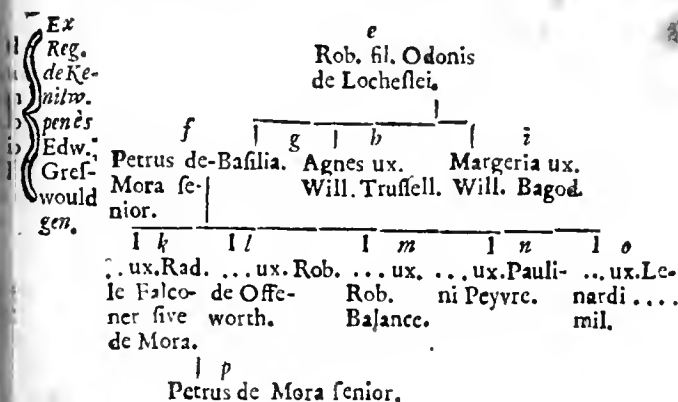 Ex
Reg.
de Ke-
nilw.
penès
Edw.
Greſ-
would
gen.
e
Rob. fil. Odonis
de Locheſlei.
f g h i
Petrus de-Baſilia. Agnes ux. Margeria ux.
Mora ſe- Will. Truſſell. Will. Bagod.
nior.
k l m n o
. . ux. Rad. ... ux. Rob. ... ux. ... ux. Pauli- ... ux. Le-
le Falco- de Offe- Rob. ni Peyvre. nardi ....
ner ſive worth. Balance. mil.
de Mora.
p
Petrus de Mora ſenior.